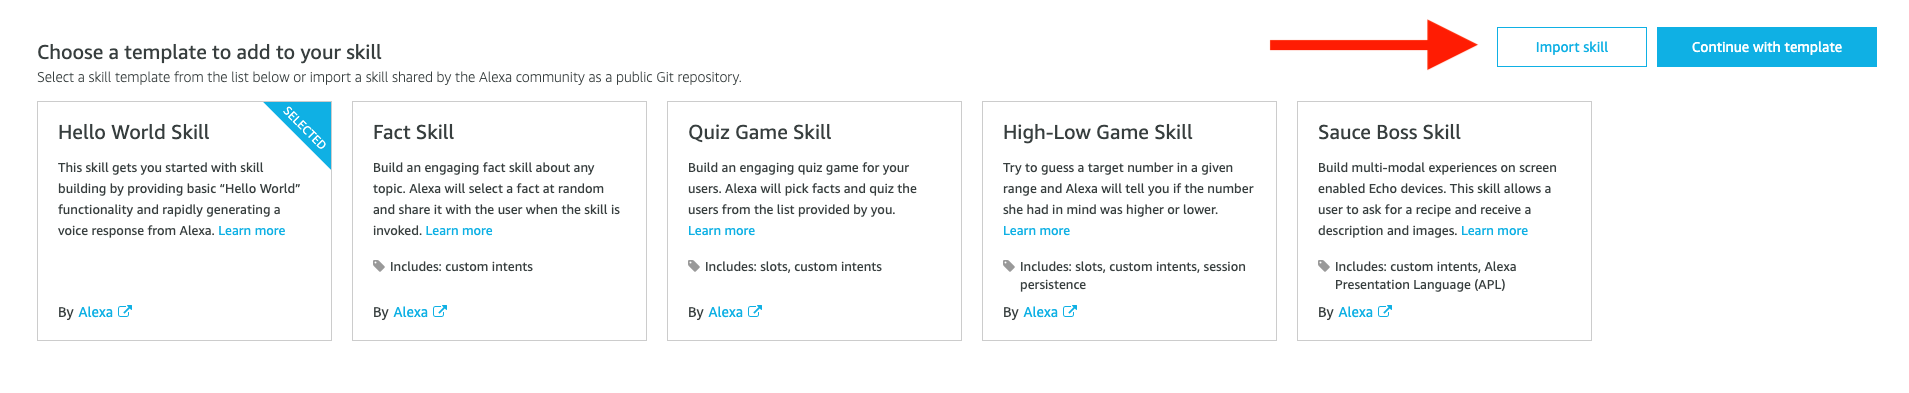 Choose a template to add to your skill
Select a skill template from the list below or import a skill shared by the Alexa community as a public Git repository.
Import skill
Continue with template
Hello World Skill
SELECTED
This skill gets you started with skill
building by providing basic “Hello World”
functionality and rapidly generating a
voice response from Alexa. Learn more
By Alexa
Fact Skill
Build an engaging fact skill about any
topic. Alexa will select a fact at random
and share it with the user when the skill is
invoked. Learn more
Includes: custom intents
By Alexa
Quiz Game Skill
Build an engaging quiz game for your
users. Alexa will pick facts and quiz the
users from the list provided by you.
Learn more
Includes: slots, custom intents
By Alexa
High-Low Game Skill
Try to guess a target number in a given
range and Alexa will tell you if the number
she had in mind was higher or lower.
Learn more
Includes: slots, custom intents, session
persistence
By Alexa
Sauce Boss Skill
Build multi-modal experiences on screen
enabled Echo devices. This skill allows a
user to ask for a recipe and receive a
description and images. Learn more
Includes: custom intents, Alexa
Presentation Language (APL)
By Alexa